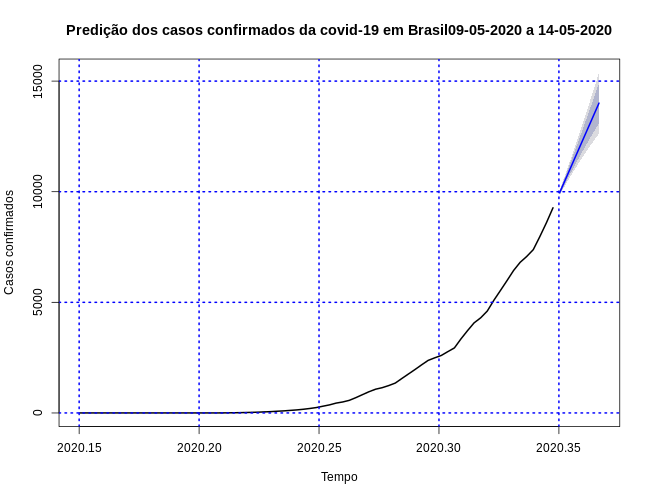 Predição dos casos confirmados da covid-19 em Brasil09-05-2020 a 14-05-2020
Casos confirmados
15000
10000
5000
0
2020.15 2020.20 2020.25 2020.30 2020.35
Tempo